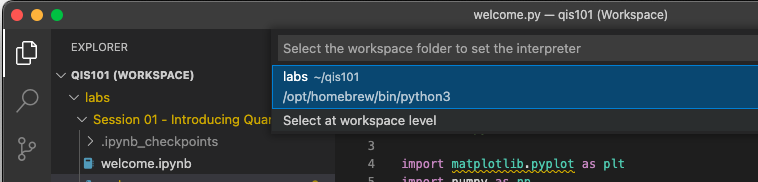 welcome.py — qis101 (Workspace)
EXPLORER
Select the workspace folder to set the interpreter
QIS101 (WORKSPACE)
labs ~/qis101
labs
/opt/homebrew/bin/python3
Session 01 - Introducing Qua
Select at workspace level
.ipynb_checkpoints
3
welcome.ipynb
4 import matplotlib.pyplot as plt
5 import numpy as np